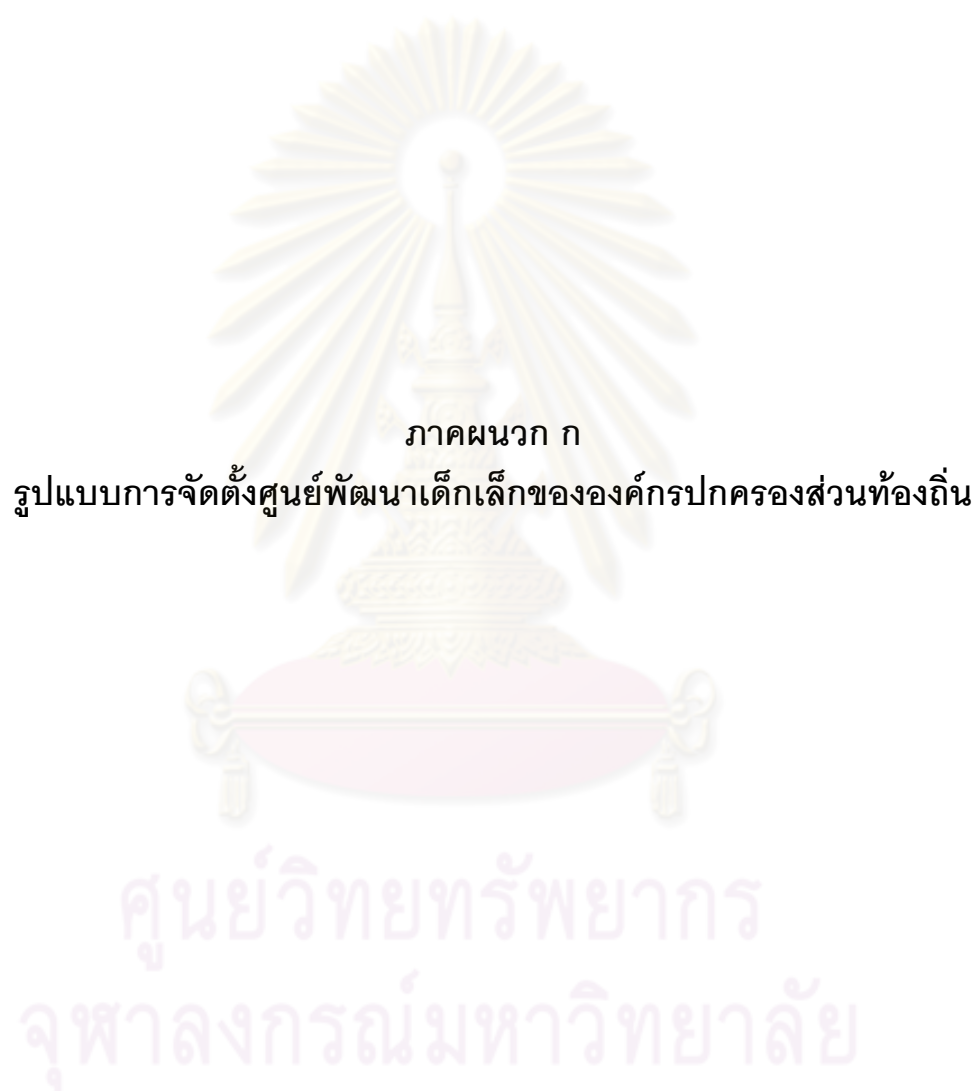 ภาคผนวก ก
รูปแบบการจัดตั้งศูนย์พัฒนาเด็กเล็กขององค์กรปกครองส่วนท้องถิ่น
ศูนย์วิทยทรัพยากร
จุฬาลงกรณ์มหาวิทยาลัย